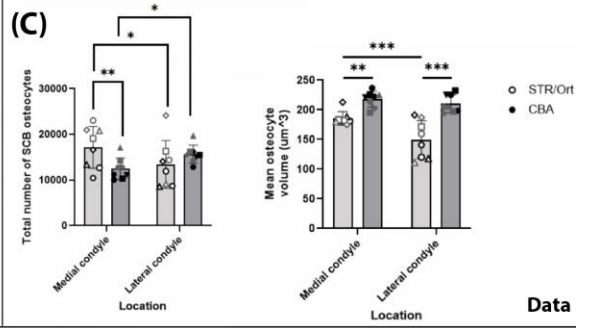 (C)
*
*
**
Total number of SCB osteocytes
30000
20000
10000
0
Medial condyle
Lateral condyle
Location
***
**
***
Mean osteocyte
volume (um^3)
250
200
150
100
50
0
Medial condyle
Lateral condyle
Location
STR/Ort
CBA
Data